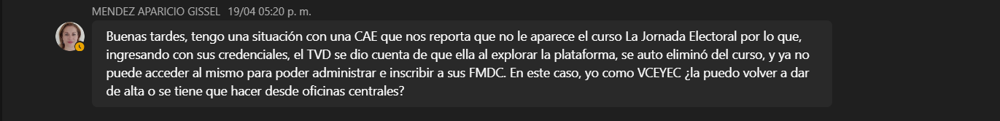 MENDEZ APARICIO GISSEL 19/04 05:20 p. m.
Buenas tardes, tengo una situación con una CAE que nos reporta que no le aparece el curso La Jornada Electoral por lo que,
ingresando con sus credenciales, el TVD se dio cuenta de que ella al explorar la plataforma, se auto eliminó del curso, y ya no
puede acceder al mismo para poder administrar e inscribir a sus FMDC. En este caso, yo como VCEYEC ¿la puedo volver a dar
de alta o se tiene que hacer desde oficinas centrales?